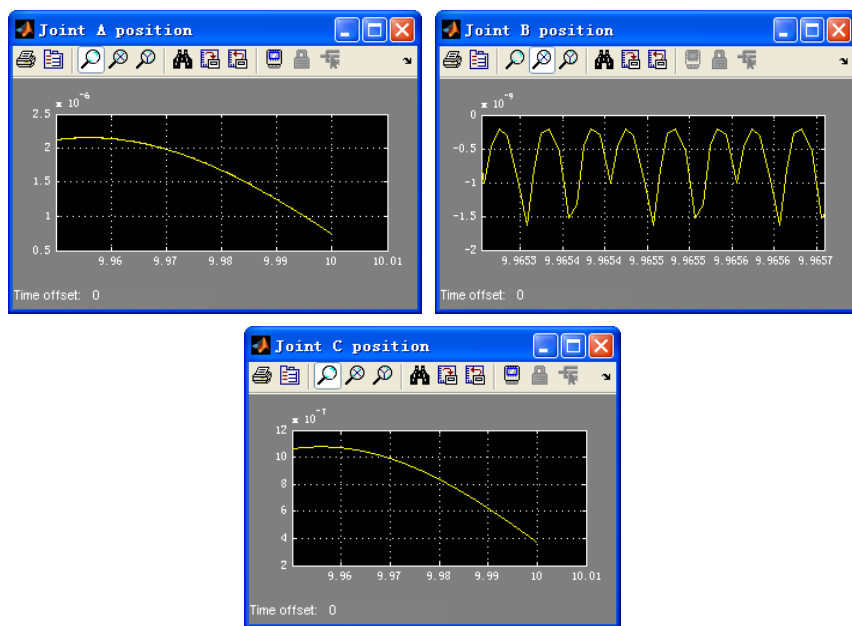 Joint A position
x 10^-6
2.5
2
1.5
1
0.5
9.96 9.97 9.98 9.99 10 10.01
Time offset: 0
Joint B position
x 10^-9
0
-0.5
-1
-1.5
-2
9.9653 9.9654 9.9654 9.9655 9.9655 9.9656 9.9656 9.9657
Time offset: 0
Joint C position
x 10^-7
12
10
8
6
4
2
9.96 9.97 9.98 9.99 10 10.01
Time offset: 0